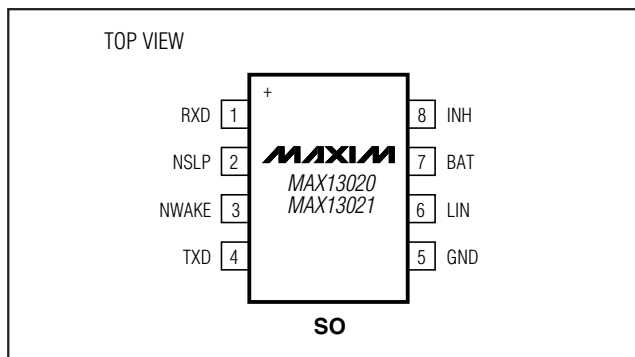 TOP VIEW
+
RXD 1
8 INH
NSLP 2
MAXIM
7 BAT
MAX13020
NWAKE 3
MAX13021
6 LIN
TXD 4
5 GND
SO